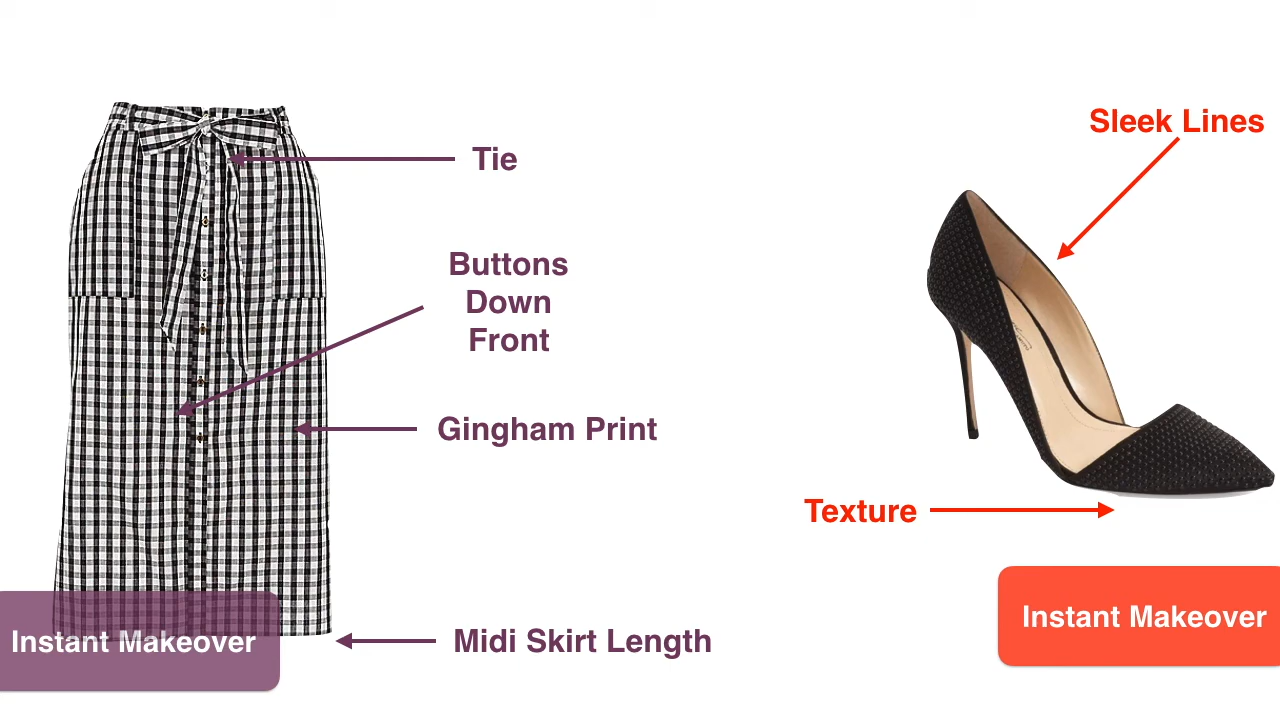 Sleek Lines
Tie
Buttons
Down
Front
Gingham Print
Texture
Instant Makeover
Instant Makeover
Midi Skirt Length